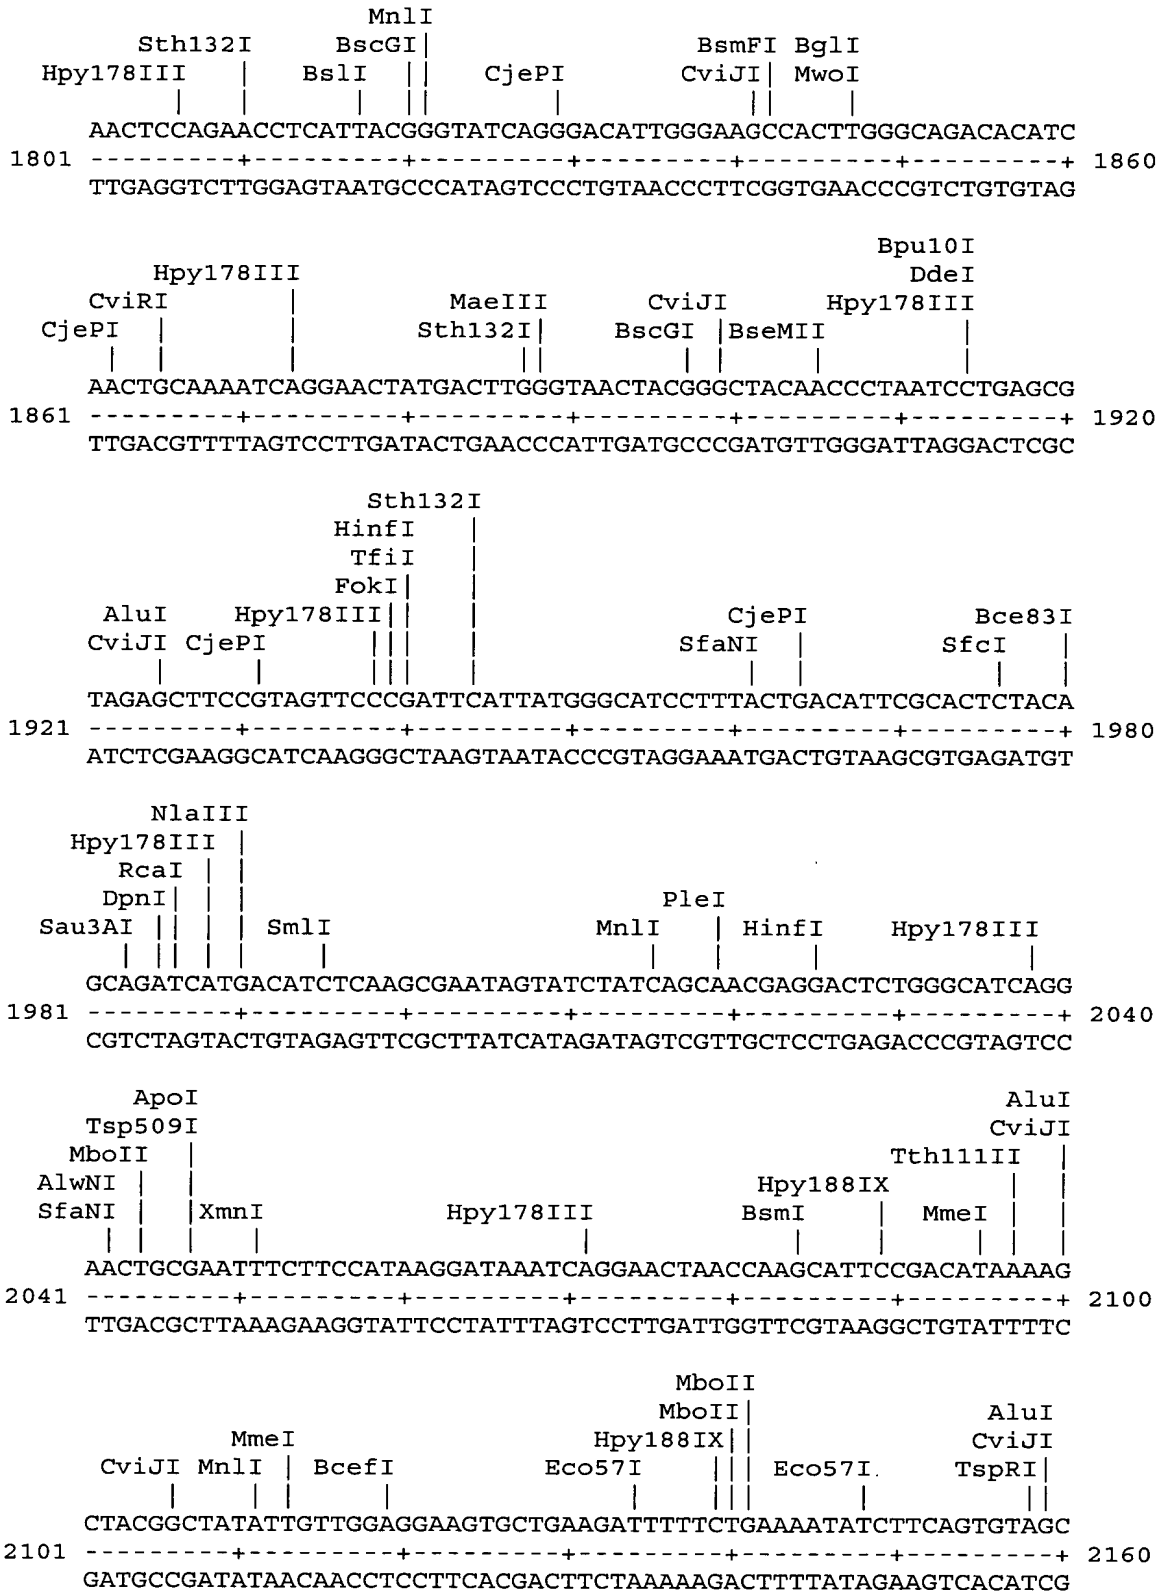 MnlI
Sth132I BscGI BsmFI BglI
Hpy178III BslI CjePI CviJI MwoI
AACTCCAGAACCTCATTACGGGTATCAGGGACATTGGGAAGCCACTTGGGCAGACACATC
1801 ---------+---------+---------+---------+---------+---------+ 1860
TTGAGGTCTTGGAGTAATGCCCATAGTCCCTGTAACCCTTCGGTGAACCCGTCTGTGTAG
Bpu10I
Hpy178III DdeI
CviRI MaeIII CviJI Hpy178III
CjePI Sth132I BscGI BseMII
AACTGCAAAATCAGGAACTATGACTTGGGTAACTACGGGCTACAACCCTAATCCTGAGCG
1861 ---------+---------+---------+---------+---------+---------+ 1920
TTGACGTTTTAGTCCTTGATACTGAACCCATTGATGCCCGATGTTGGGATTAGGACTCGC
Sth132I
HinfI
TfiI
FokI
AluI Hpy178III CjePI Bce83I
CviJI CjePI SfaNI SfcI
TAGAGCTTCCGTAGTTCCCGATTCATTATGGGCATCCTTTACTGACATTCGCACTCTACA
1921 ---------+---------+---------+---------+---------+---------+ 1980
ATCTCGAAGGCATCAAGGGCTAAGTAATACCCGTAGGAAATGACTGTAAGCGTGAGATGT
NlaIII
Hpy178III
RcaI
DpnI PleI
Sau3AI SmlI MnlI HinfI Hpy178III
GCAGATCATGACATCTCAAGCGAATAGTATCTATCAGCAACGAGGACTCTGGGCATCAGG
1981 ---------+---------+---------+---------+---------+---------+ 2040
CGTCTAGTACTGTAGAGTTCGCTTATCATAGATAGTCGTTGCTCCTGAGACCCGTAGTCC
ApoI AluI
Tsp509I CviJI
MboII Tth111II
AlwNI Hpy188IX
SfaNI XmnI Hpy178III BsmI MmeI
AACTGCGAATTTCTTCCATAAGGATAAATCAGGAACTAACCAAGCATTCCGACATAAAAG
2041 ---------+---------+---------+---------+---------+---------+ 2100
TTGACGCTTAAAGAAGGTATTCCTATTTAGTCCTTGATTGGTTCGTAAGGCTGTATTTTC
MboII
MboII AluI
MmeI Hpy188IX CviJI
CviJI MnlI BcefI Eco57I Eco57I TspRI
CTACGGCTATATTGTTGGAGGAAGTGCTGAAGATTTTTCTGAAAATATCTTCAGTGTAGC
2101 ---------+---------+---------+---------+---------+---------+ 2160
GATGCCGATATAACAACCTCCTTCACGACTTCTAAAAAGACTTTTATAGAAGTCACATCG